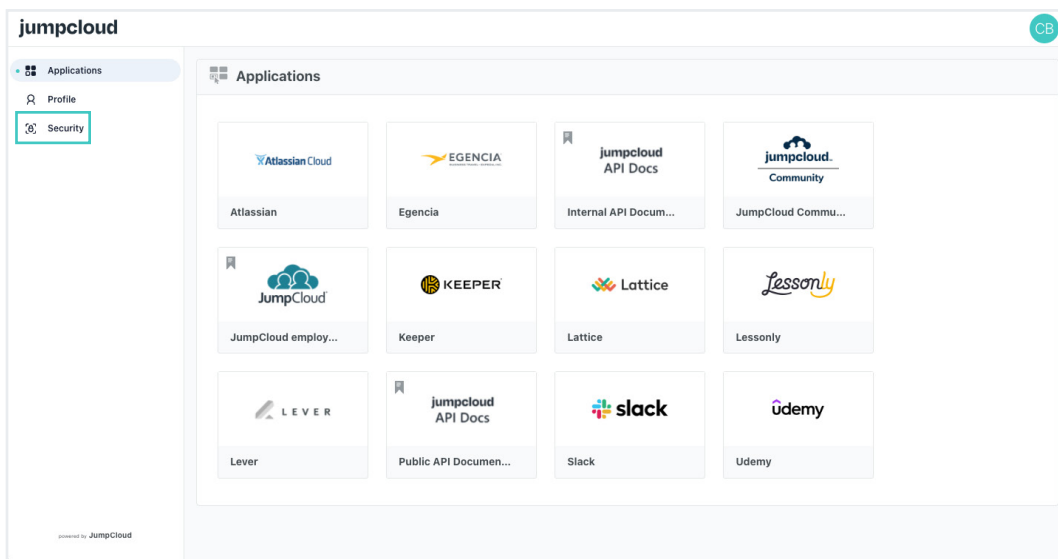 jumpcloud
CB
Applications
Profile
Security
Applications
Atlassian Cloud
Atlassian
EGENCIA
Egencia
jumpcloud
API Docs
Internal API Docum...
jumpcloud
Community
JumpCloud Commu...
JumpCloud
JumpCloud employ...
KEEPER
Keeper
Lattice
Lattice
Lessonly
Lessonly
LEVER
Lever
jumpcloud
API Docs
Public API Documen...
slack
Slack
ûdemy
Udemy
powered by JumpCloud